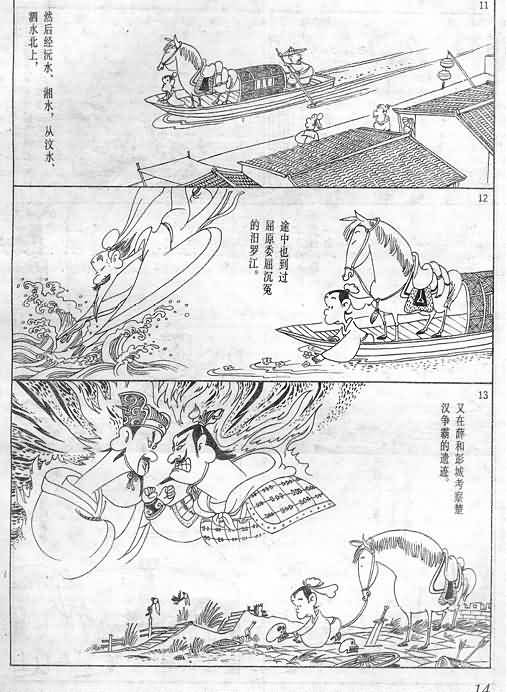 11
然后经沅水、湘水，从汶水、
泗水北上，
12
途中也到过
屈原委屈沉冤
的汨罗江。
13
又在薛和彭城考察楚
汉争霸的遗迹。
14